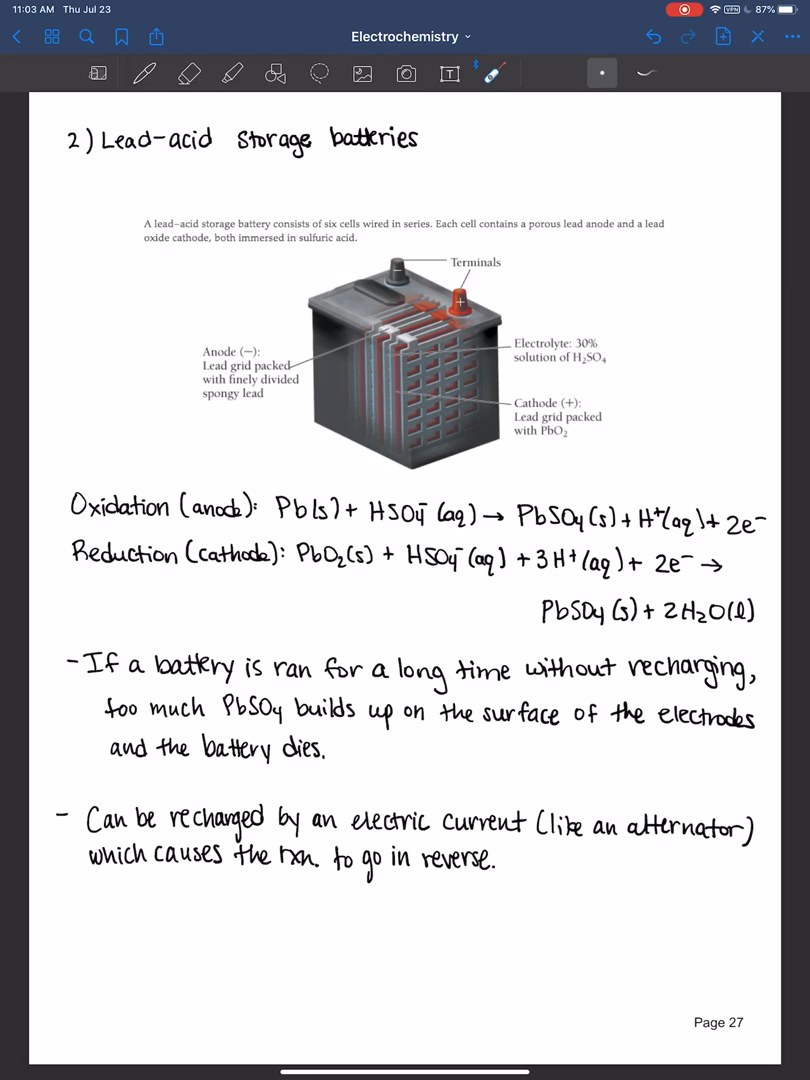 11:03 AM Thu Jul 23
VPN 87%
Electrochemistry
T
2) Lead-acid storage batteries
A lead–acid storage battery consists of six cells wired in series. Each cell contains a porous lead anode and a lead
oxide cathode, both immersed in sulfuric acid.
Terminals
−
+
Anode (−):
Lead grid packed
with finely divided
spongy lead
Electrolyte: 30%
solution of H₂SO₄
Cathode (+):
Lead grid packed
with PbO₂
Oxidation (anode): Pb(s) + HSO₄⁻(aq) → PbSO₄(s) + H⁺(aq) + 2e⁻
Reduction (cathode): PbO₂(s) + HSO₄⁻(aq) + 3H⁺(aq) + 2e⁻ →
PbSO₄(s) + 2H₂O(l)
- If a battery is ran for a long time without recharging,
too much PbSO₄ builds up on the surface of the electrodes
and the battery dies.
- Can be recharged by an electric current (like an alternator)
which causes the rxn. to go in reverse.
Page 27